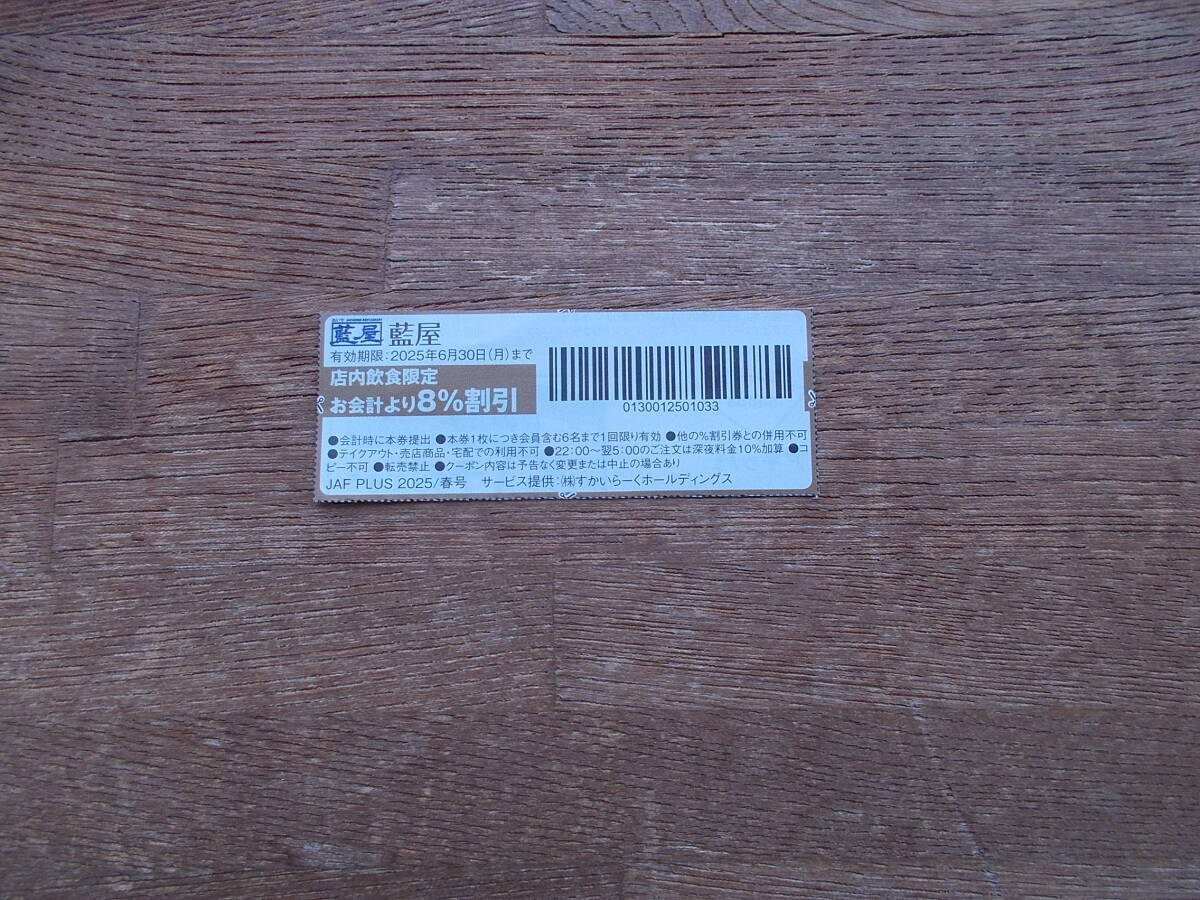 藍屋 藍屋
有効期限:2025年6月30日(月)まで
店内飲食限定
お会計より8%割引
0130012501033
●会計時に本券提出 ●本券1枚につき会員含む6名まで1回限り有効 ●他の%割引券との併用不可
●テイクアウト・売店商品・宅配での利用不可 ●22:00〜翌5:00のご注文は深夜料金10%加算 ●コ
ピー不可 ●転売禁止 ●クーポン内容は予告なく変更または中止の場合あり
JAF PLUS 2025/春号 サービス提供:㈱すかいらーくホールディングス